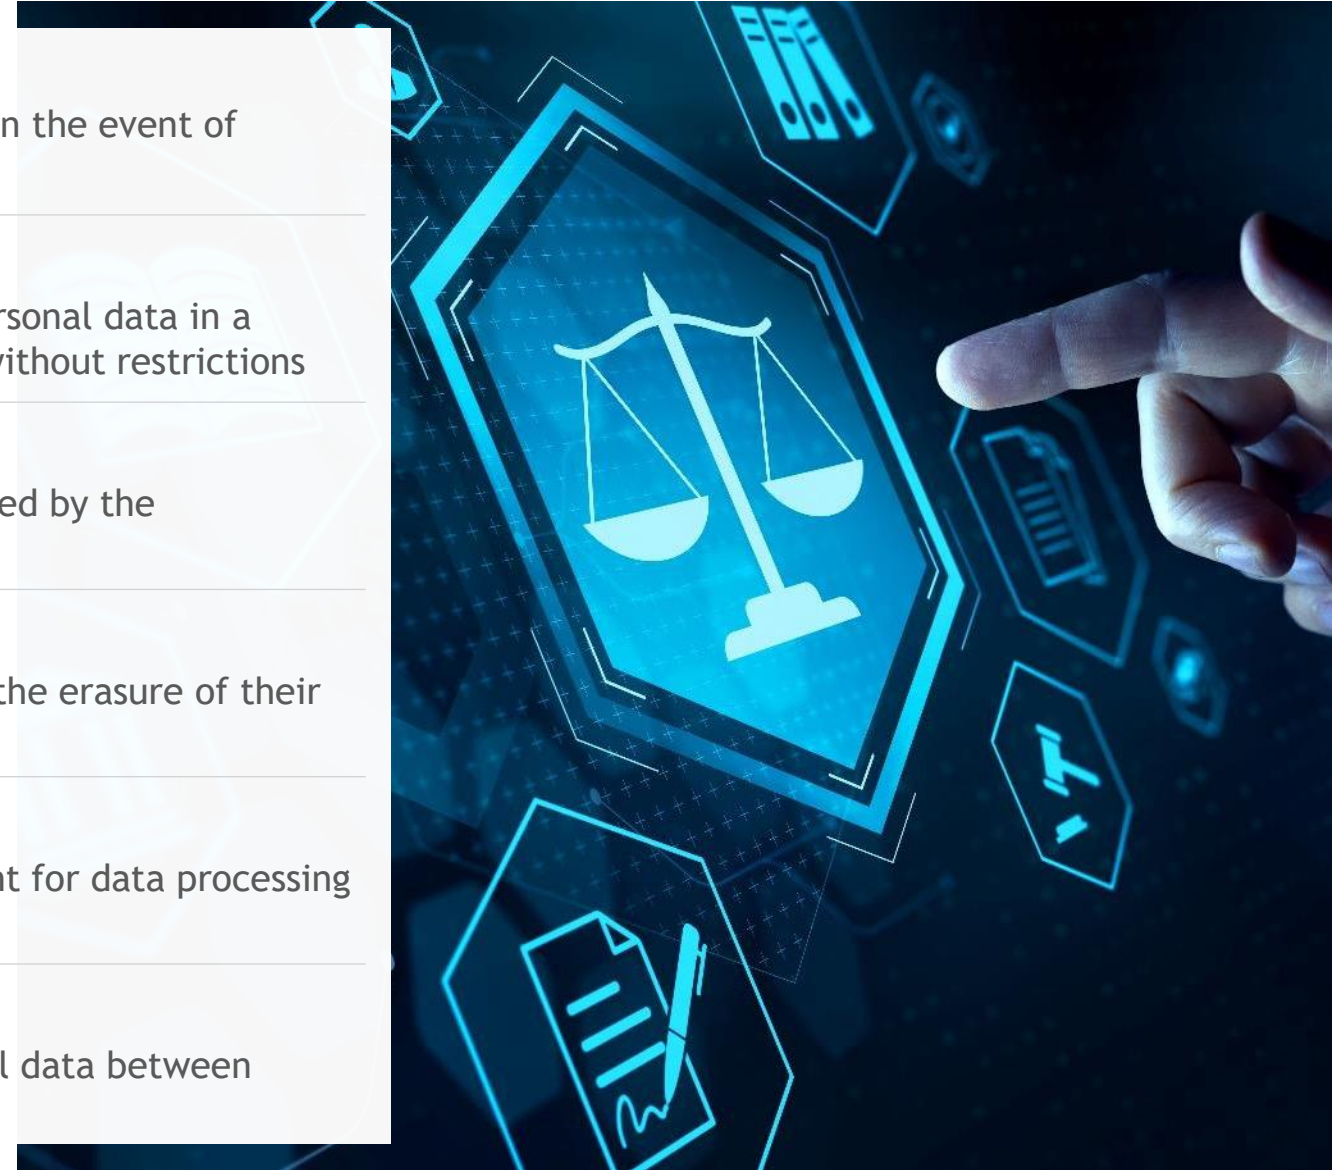 n the event of
rsonal data in a
vithout restrictions
ed by the
the erasure of their
nt for data processing
l data between